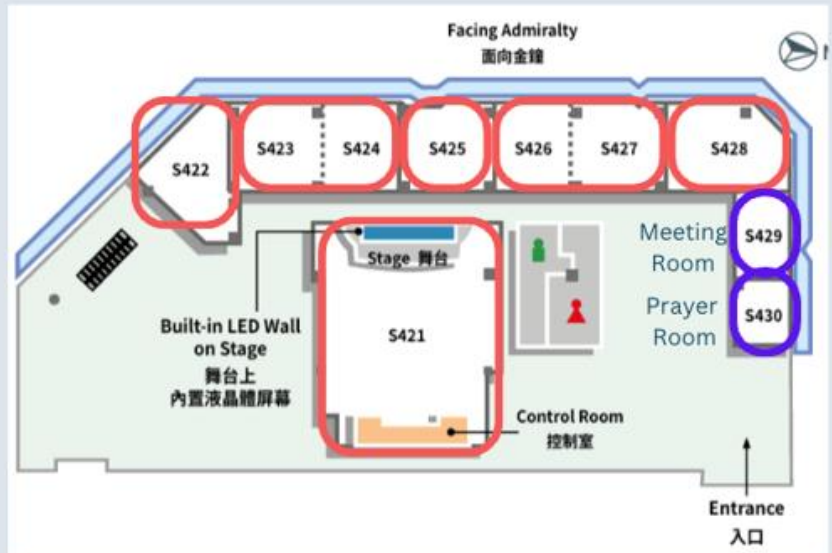 Facing Admiralty
面向金鐘
N
S422
S423
S424
S425
S426
S427
S428
Meeting
Room
S429
Prayer
Room
S430
Stage 舞台
Built-in LED Wall
on Stage
舞台上
內置液晶體屏幕
S421
Control Room
控制室
Entrance
入口